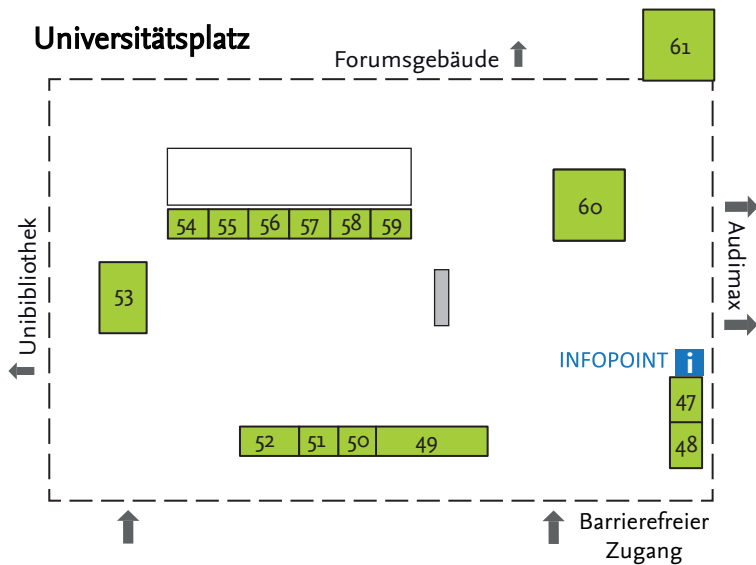 Universitätsplatz
Forumsgebäude
61
54 55 56 57 58 59
60
Unibibliothek
Audimax
53
INFOPOINT i
47
52 51 50 49
48
Barrierefreier
Zugang